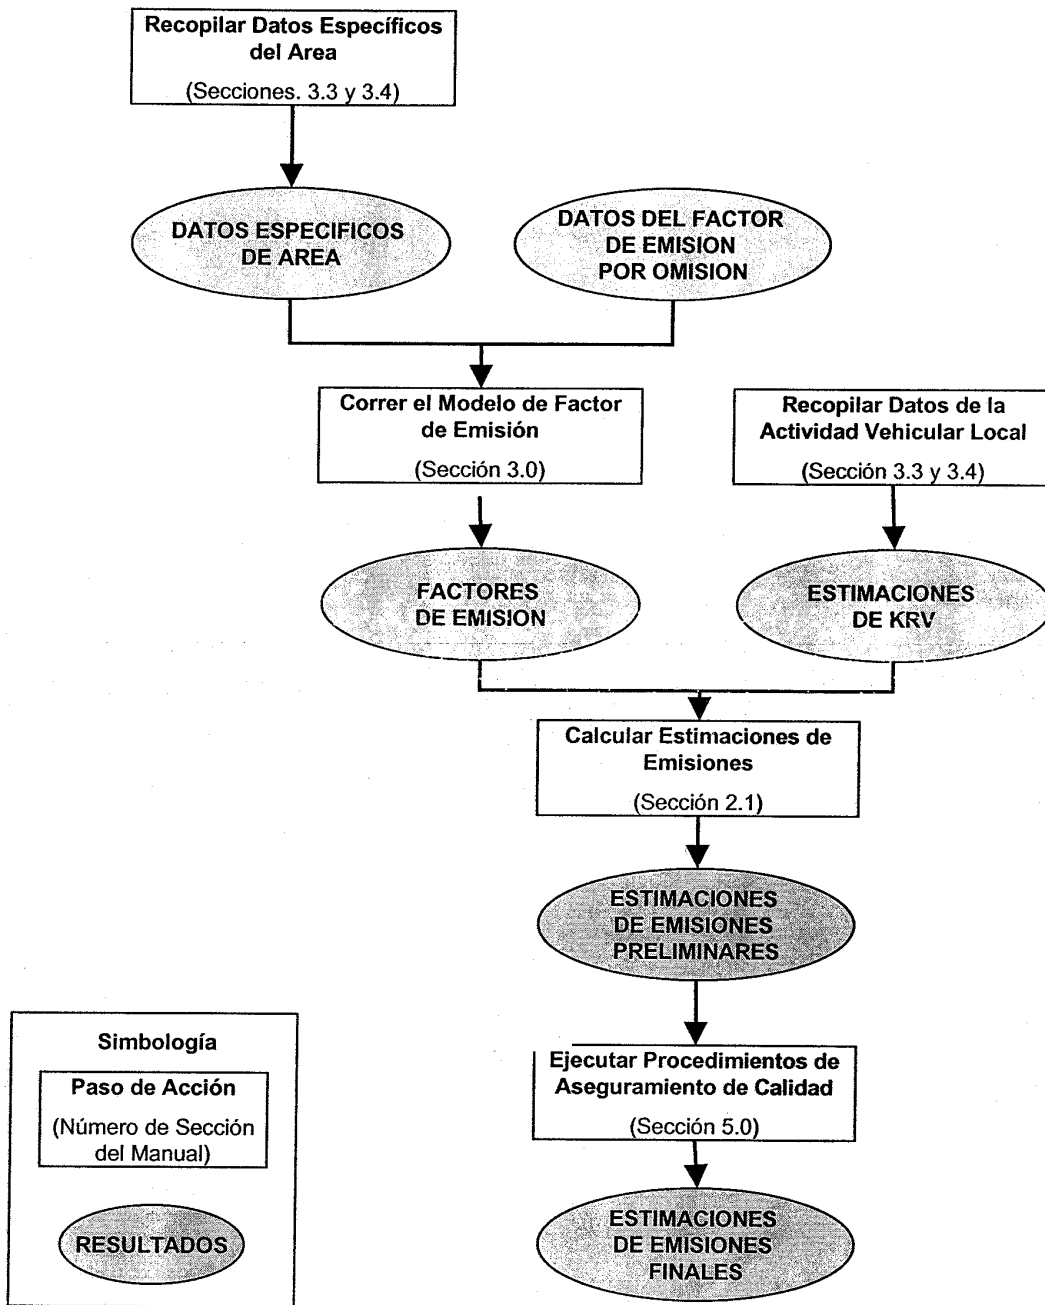 Recopilar Datos Específicos
del Area
(Secciones. 3.3 y 3.4)
DATOS ESPECIFICOS
DE AREA
DATOS DEL FACTOR
DE EMISION
POR OMISION
Correr el Modelo de Factor
de Emisión
(Sección 3.0)
Recopilar Datos de la
Actividad Vehicular Local
(Sección 3.3 y 3.4)
FACTORES
DE EMISION
ESTIMACIONES
DE KRV
Calcular Estimaciones de
Emisiones
(Sección 2.1)
ESTIMACIONES
DE EMISIONES
PRELIMINARES
Ejecutar Procedimientos de
Aseguramiento de Calidad
(Sección 5.0)
ESTIMACIONES
DE EMISIONES
FINALES
Simbología
Paso de Acción
(Número de Sección
del Manual)
RESULTADOS